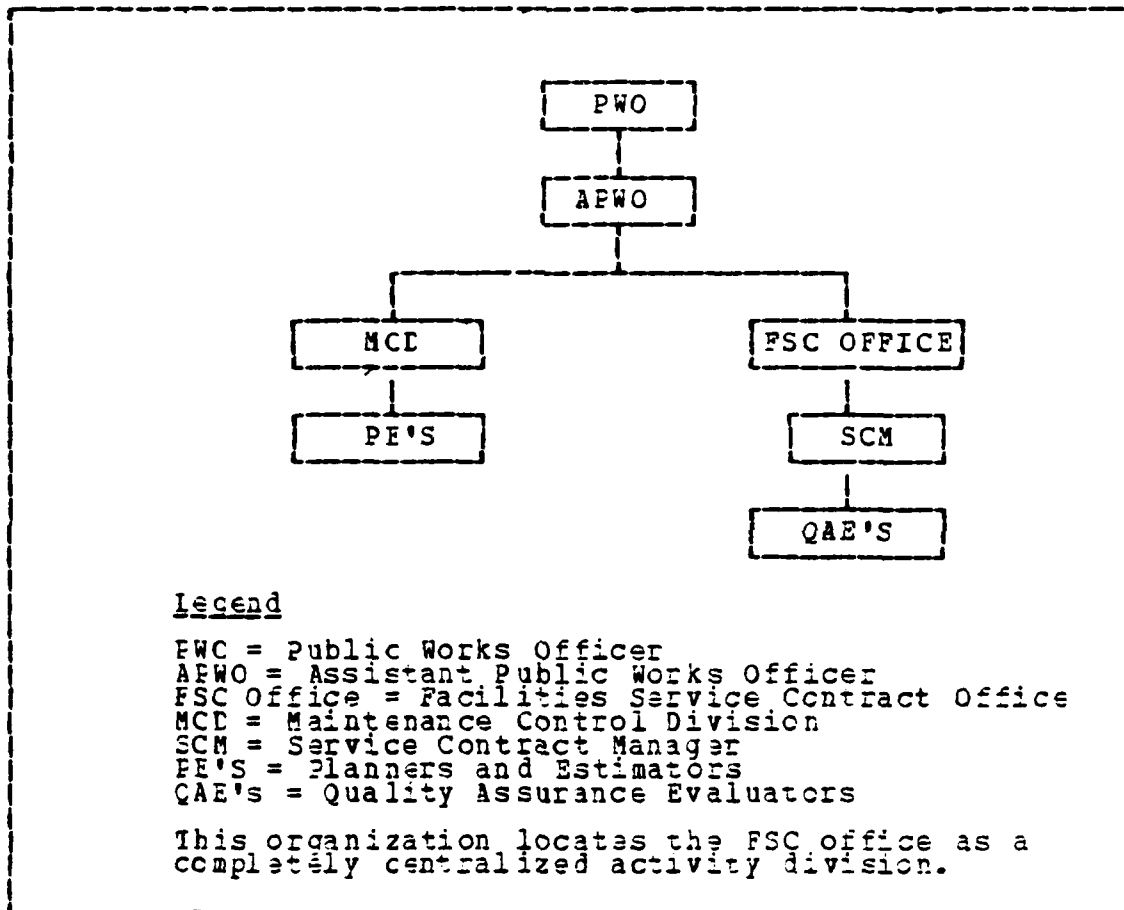 PWO
APWO
MCD
FSC OFFICE
PE'S
SCM
QAE'S
Legend
PWO = Public Works Officer
APWO = Assistant Public Works Officer
FSC Office = Facilities Service Contract Office
MCD = Maintenance Control Division
SCM = Service Contract Manager
PE'S = Planners and Estimators
QAE's = Quality Assurance Evaluators
This organization locates the FSC office as a
completely centralized activity division.